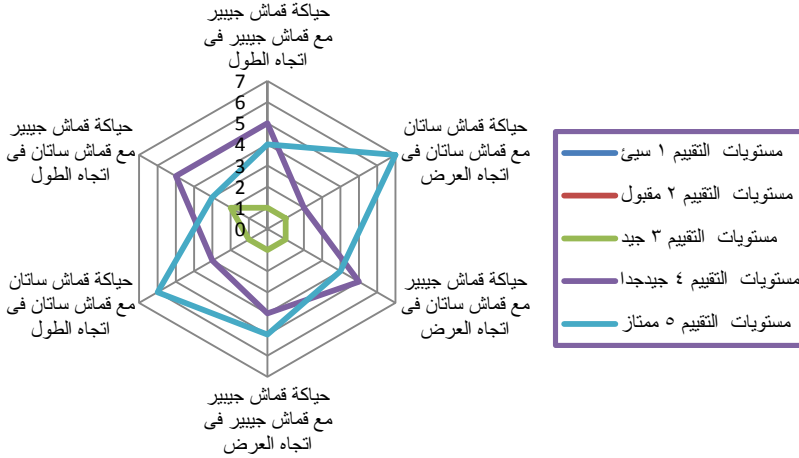 حياكة قماش جيبير
مع قماش جيبير فى
اتجاه الطول
7
6
5
4
3
2
1
0
حياكة قماش ساتان
مع قماش ساتان فى
اتجاه العرض
حياكة قماش جيبير
مع قماش ساتان فى
اتجاه العرض
حياكة قماش جيبير
مع قماش جيبير فى
اتجاه العرض
حياكة قماش ساتان
مع قماش ساتان فى
اتجاه الطول
حياكة قماش جيبير
مع قماش ساتان فى
اتجاه الطول
مستويات التقييم ١ سيئ
مستويات التقييم ٢ مقبول
مستويات التقييم ٣ جيد
مستويات التقييم ٤ جيدجدا
مستويات التقييم ٥ ممتاز